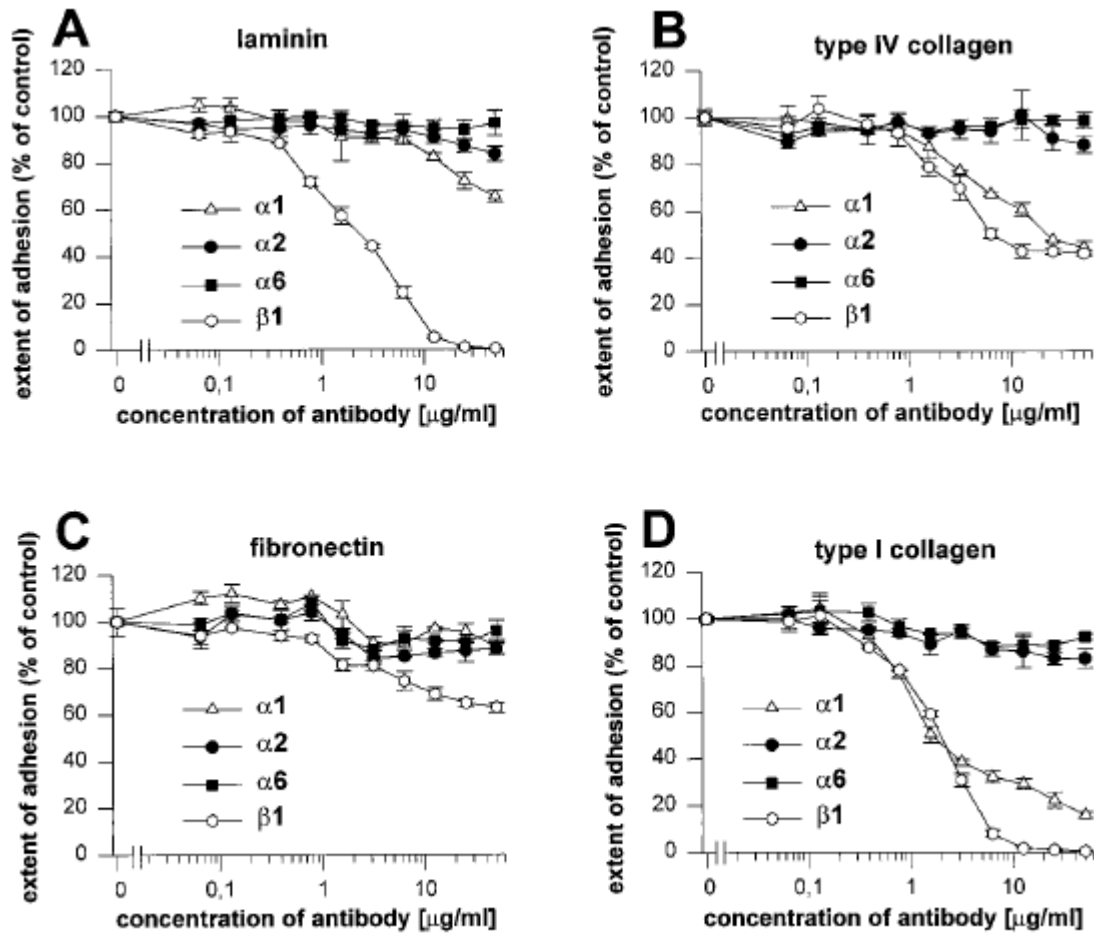 A
laminin
extent of adhesion (% of control)
120
100
80
60
40
20
0
α1
α2
α6
β1
0 0,1 1 10
concentration of antibody [µg/ml]
B
type IV collagen
extent of adhesion (% of control)
120
100
80
60
40
20
0
α1
α2
α6
β1
0 0,1 1 10
concentration of antibody [µg/ml]
C
fibronectin
extent of adhesion (% of control)
120
100
80
60
40
20
0
α1
α2
α6
β1
0 0,1 1 10
concentration of antibody [µg/ml]
D
type I collagen
extent of adhesion (% of control)
120
100
80
60
40
20
0
α1
α2
α6
β1
0 0,1 1 10
concentration of antibody [µg/ml]